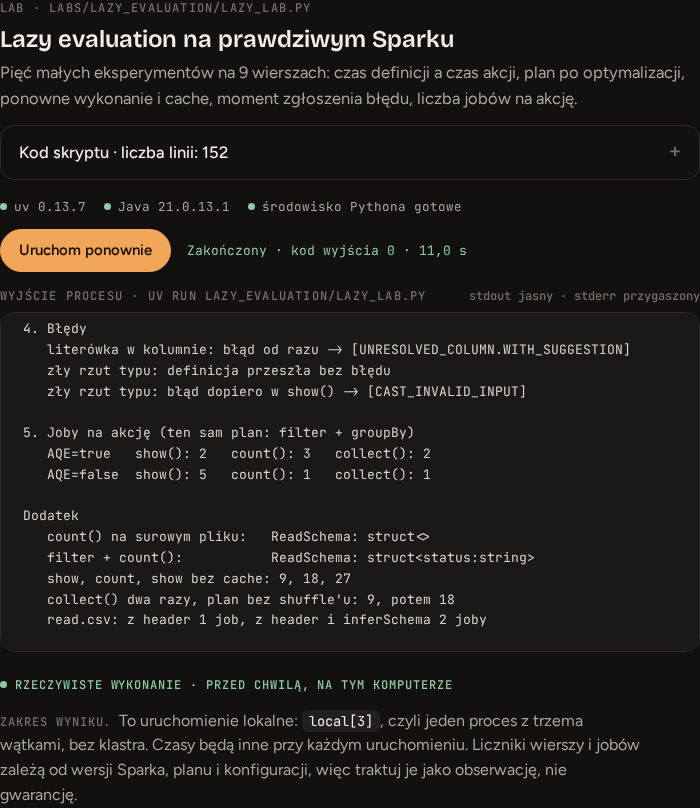 LAB · LABS/LAZY_EVALUATION/LAZY_LAB.PY
Lazy evaluation na prawdziwym Sparku
Pięć małych eksperymentów na 9 wierszach: czas definicji a czas akcji, plan po optymalizacji,
ponowne wykonanie i cache, moment zgłoszenia błędu, liczba jobów na akcję.
Kod skryptu · liczba linii: 152 +
uv 0.13.7 Java 21.0.13.1 środowisko Pythona gotowe
Uruchom ponownie Zakończony · kod wyjścia 0 · 11,0 s
WYJŚCIE PROCESU · UV RUN LAZY_EVALUATION/LAZY_LAB.PY stdout jasny · stderr przygaszony
4. Błędy
literówka w kolumnie: błąd od razu —> [UNRESOLVED_COLUMN.WITH_SUGGESTION]
zły rzut typu: definicja przeszła bez błędu
zły rzut typu: błąd dopiero w show() —> [CAST_INVALID_INPUT]
5. Joby na akcję (ten sam plan: filter + groupBy)
AQE=true show(): 2 count(): 3 collect(): 2
AQE=false show(): 5 count(): 1 collect(): 1
Dodatek
count() na surowym pliku: ReadSchema: struct<>
filter + count(): ReadSchema: struct<status:string>
show, count, show bez cache: 9, 18, 27
collect() dwa razy, plan bez shuffle'u: 9, potem 18
read.csv: z header 1 job, z header i inferSchema 2 joby
RZECZYWISTE WYKONANIE · PRZED CHWILĄ, NA TYM KOMPUTERZE
ZAKRES WYNIKU. To uruchomienie lokalne: local[3], czyli jeden proces z trzema
wątkami, bez klastra. Czasy będą inne przy każdym uruchomieniu. Liczniki wierszy i jobów
zależą od wersji Sparka, planu i konfiguracji, więc traktuj je jako obserwację, nie
gwarancję.